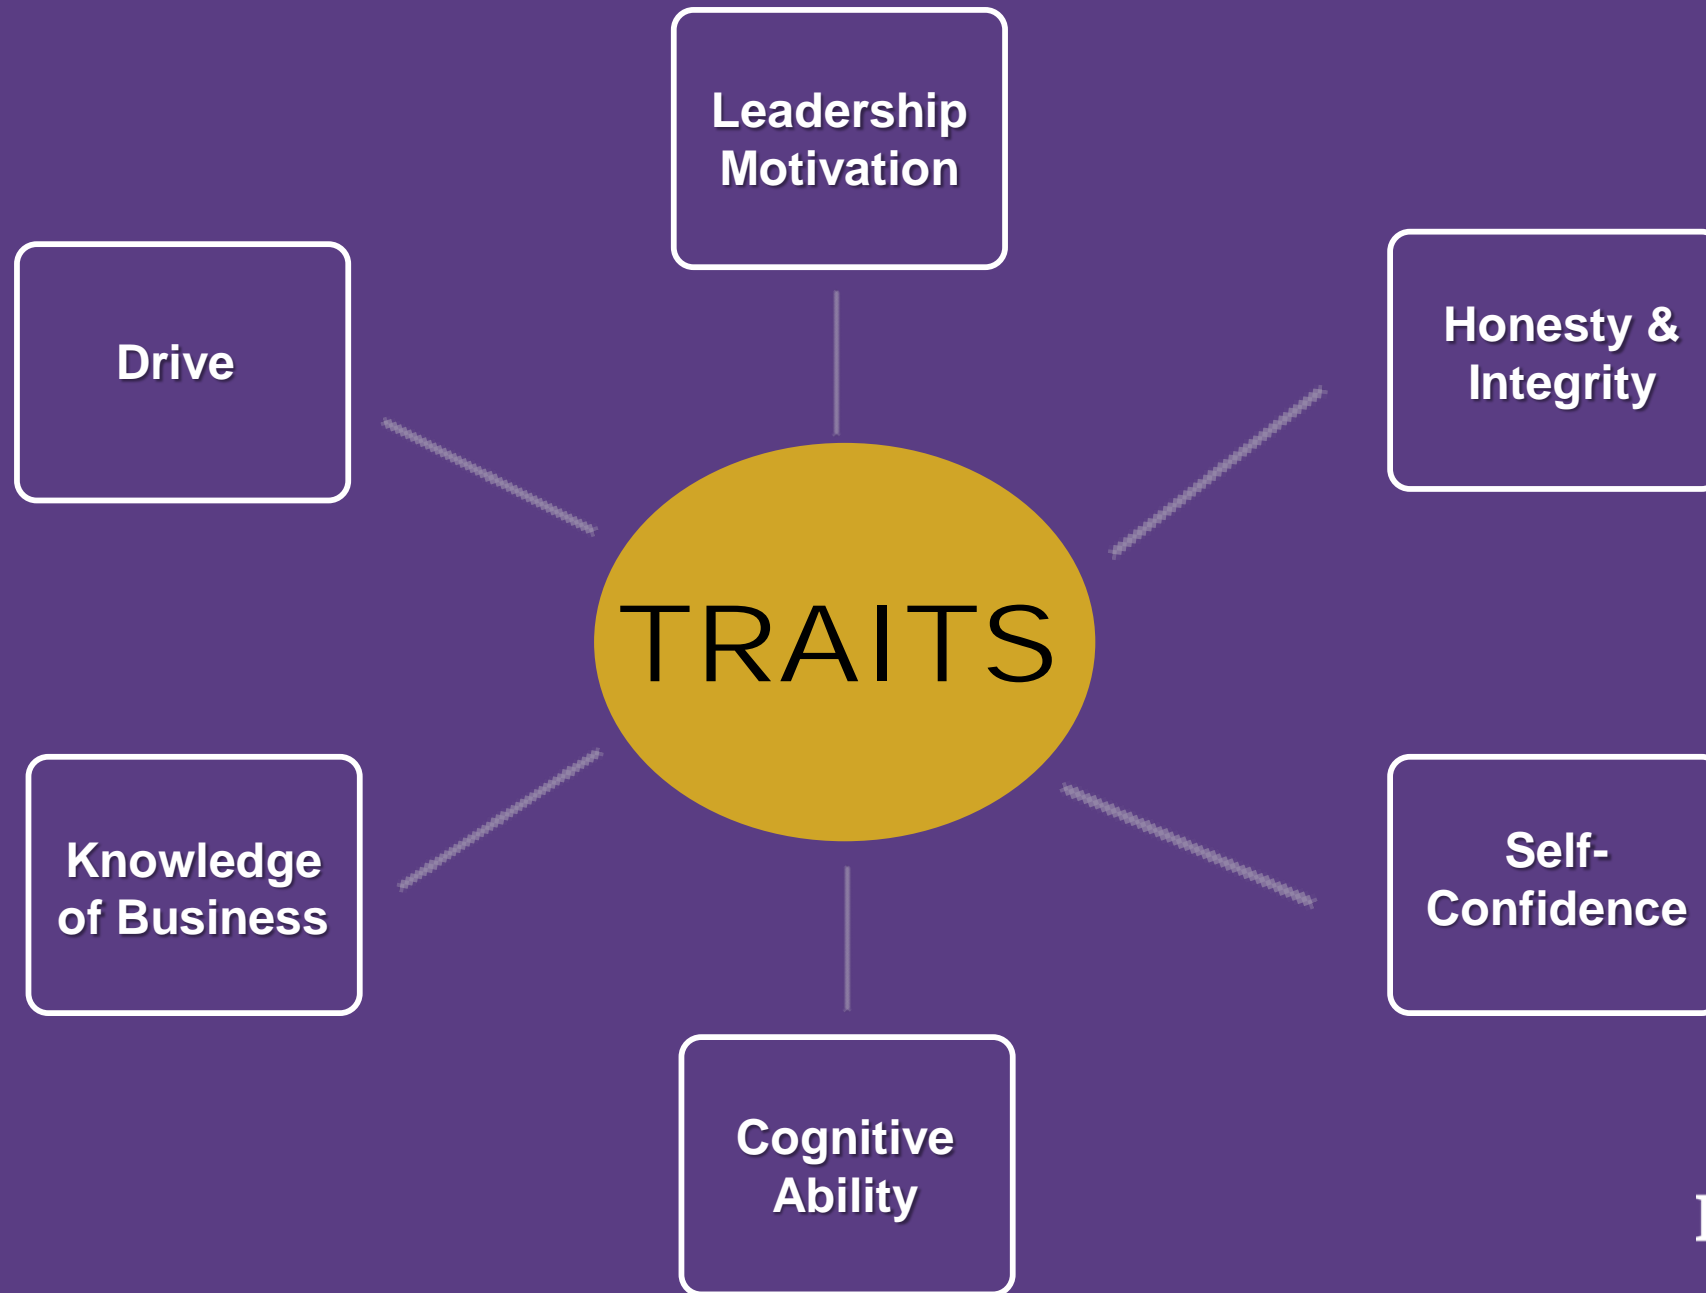 Leadership
Motivation
Drive
Honesty &
Integrity
TRAITS
Knowledge
of Business
Self-
Confidence
Cognitive
Ability